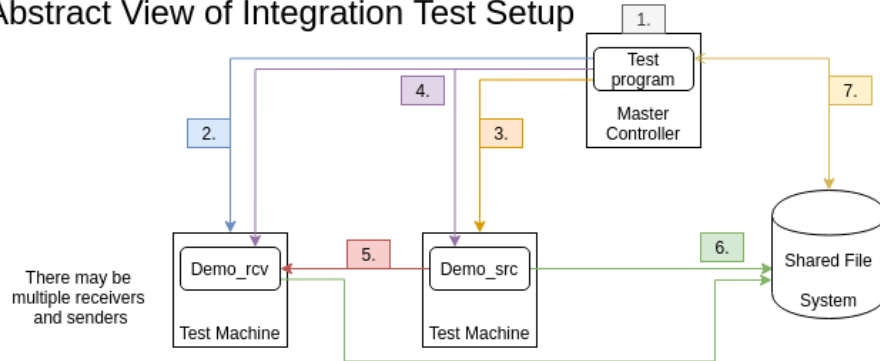 Abstract View of Integration Test Setup
1.
Test
program
Master
Controller
2.
4.
3.
7.
5.
6.
Demo_rcv
Test Machine
Demo_src
Test Machine
Shared File
System
There may be
multiple receivers
and senders